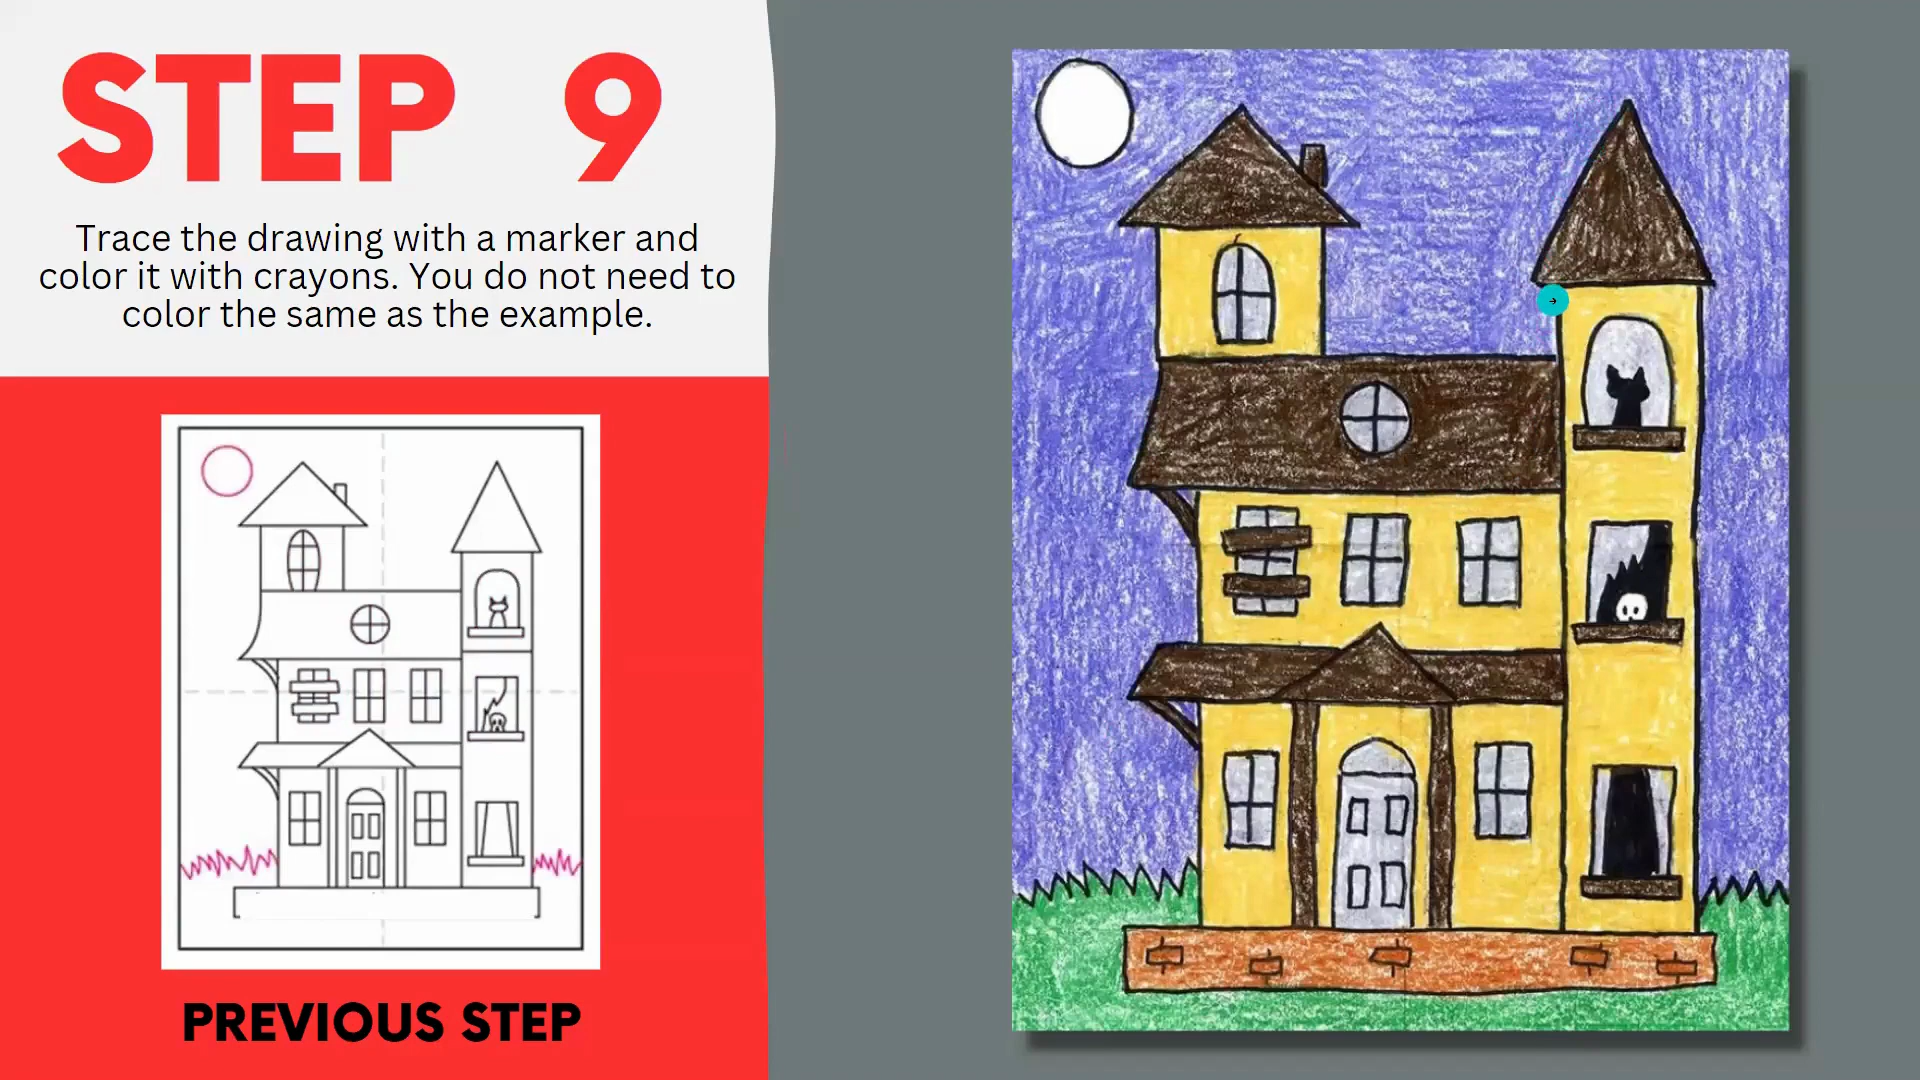 STEP 9
Trace the drawing with a marker and
color it with crayons. You do not need to
color the same as the example.
PREVIOUS STEP